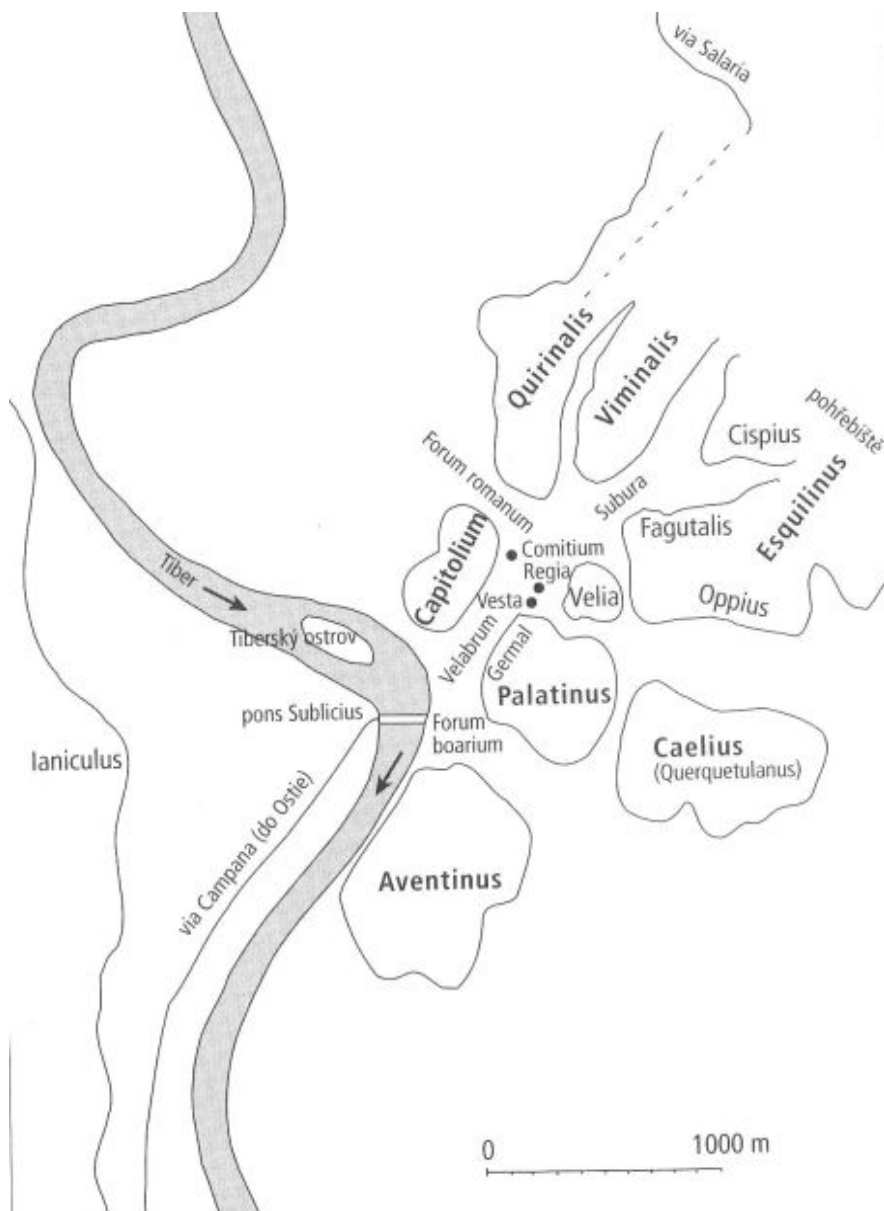 via Salaria
Quirinalis
Viminalis
Cispius
pohřebiště
Esquilinus
Forum romanum
Subura
Fagutalis
Capitolium
Comitium
Regia
Vesta
Velia
Oppius
Tiber
Tiberský ostrov
Velabrum
Germal
Palatinus
pons Sublicius
Forum
boarium
Caelius
(Querquetulanus)
Ianiculus
via Campana (do Ostie)
Aventinus
0
1000 m